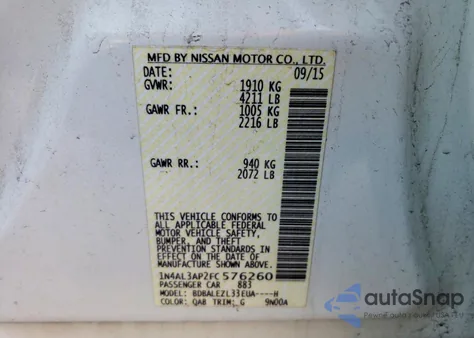 MFD BY NISSAN MOTOR CO., LTD.
DATE: 09/15
GVWR: 1910 KG
4211 LB
GAWR FR: 1005 KG
2216 LB
GAWR RR: 940 KG
2072 LB
THIS VEHICLE CONFORMS TO
ALL APPLICABLE FEDERAL
MOTOR VEHICLE SAFETY,
BUMPER, AND THEFT
PREVENTION STANDARDS IN
EFFECT ON THE DATE OF
MANUFACTURE SHOWN ABOVE.
1N4AL3AP2FC576260
PASSENGER CAR 883
MODEL: BDBALEZL33EUA----H
COLOR: QAB TRIM: G 9N00A
autoSnap